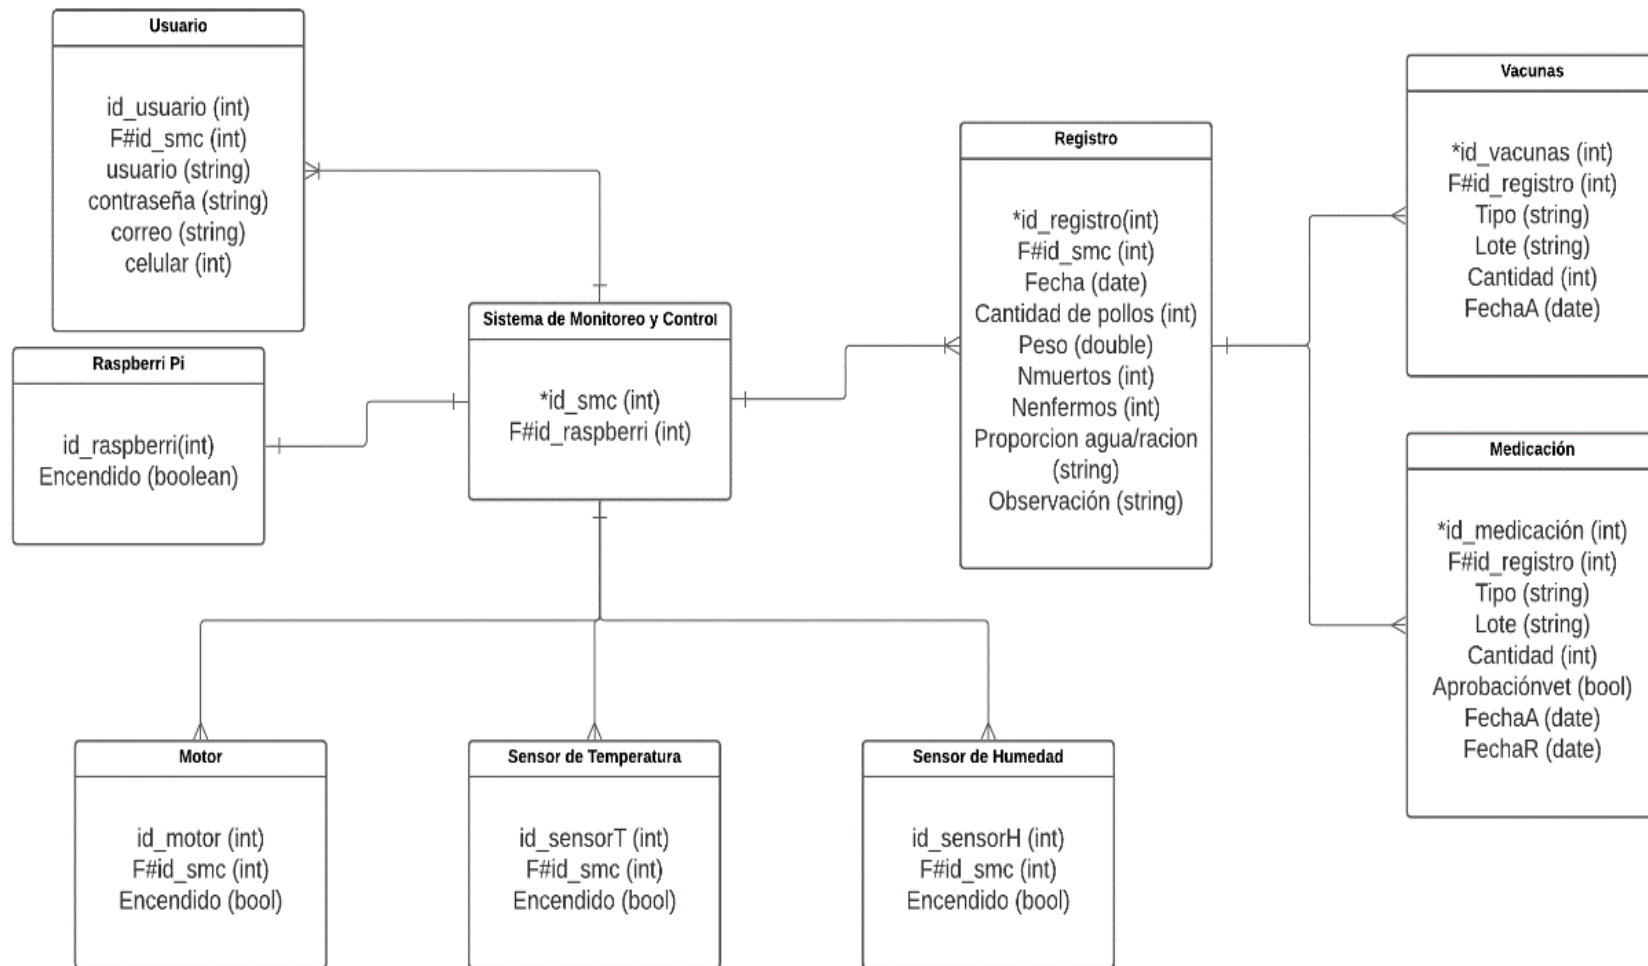 Usuario
id_usuario (int)
F#id_smc (int)
usuario (string)
contraseña (string)
correo (string)
celular (int)
Raspberri Pi
id_raspberri(int)
Encendido (boolean)
Sistema de Monitoreo y Control
*id_smc (int)
F#id_raspberri (int)
Registro
*id_registro(int)
F#id_smc (int)
Fecha (date)
Cantidad de pollos (int)
Peso (double)
Nmuertos (int)
Nenfermos (int)
Proporcion agua/racion
(string)
Observación (string)
Vacunas
*id_vacunas (int)
F#id_registro (int)
Tipo (string)
Lote (string)
Cantidad (int)
FechaA (date)
Medicación
*id_medicación (int)
F#id_registro (int)
Tipo (string)
Lote (string)
Cantidad (int)
Aprobaciónvet (bool)
FechaA (date)
FechaR (date)
Motor
id_motor (int)
F#id_smc (int)
Encendido (bool)
Sensor de Temperatura
id_sensorT (int)
F#id_smc (int)
Encendido (bool)
Sensor de Humedad
id_sensorH (int)
F#id_smc (int)
Encendido (bool)